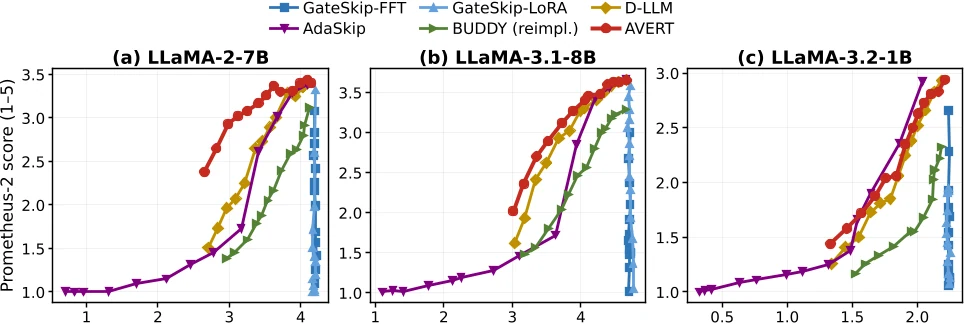 GateSkip-FFT GateSkip-LoRA D-LLM
AdaSkip BUDDY (reimpl.) AVERT
(a) LLaMA-2-7B (b) LLaMA-3.1-8B (c) LLaMA-3.2-1B
Prometheus-2 score (1–5)
3.5
3.0
2.5
2.0
1.5
1.0
1 2 3 4
3.5
3.0
2.5
2.0
1.5
1.0
1 2 3 4
3.0
2.5
2.0
1.5
1.0
0.5 1.0 1.5 2.0